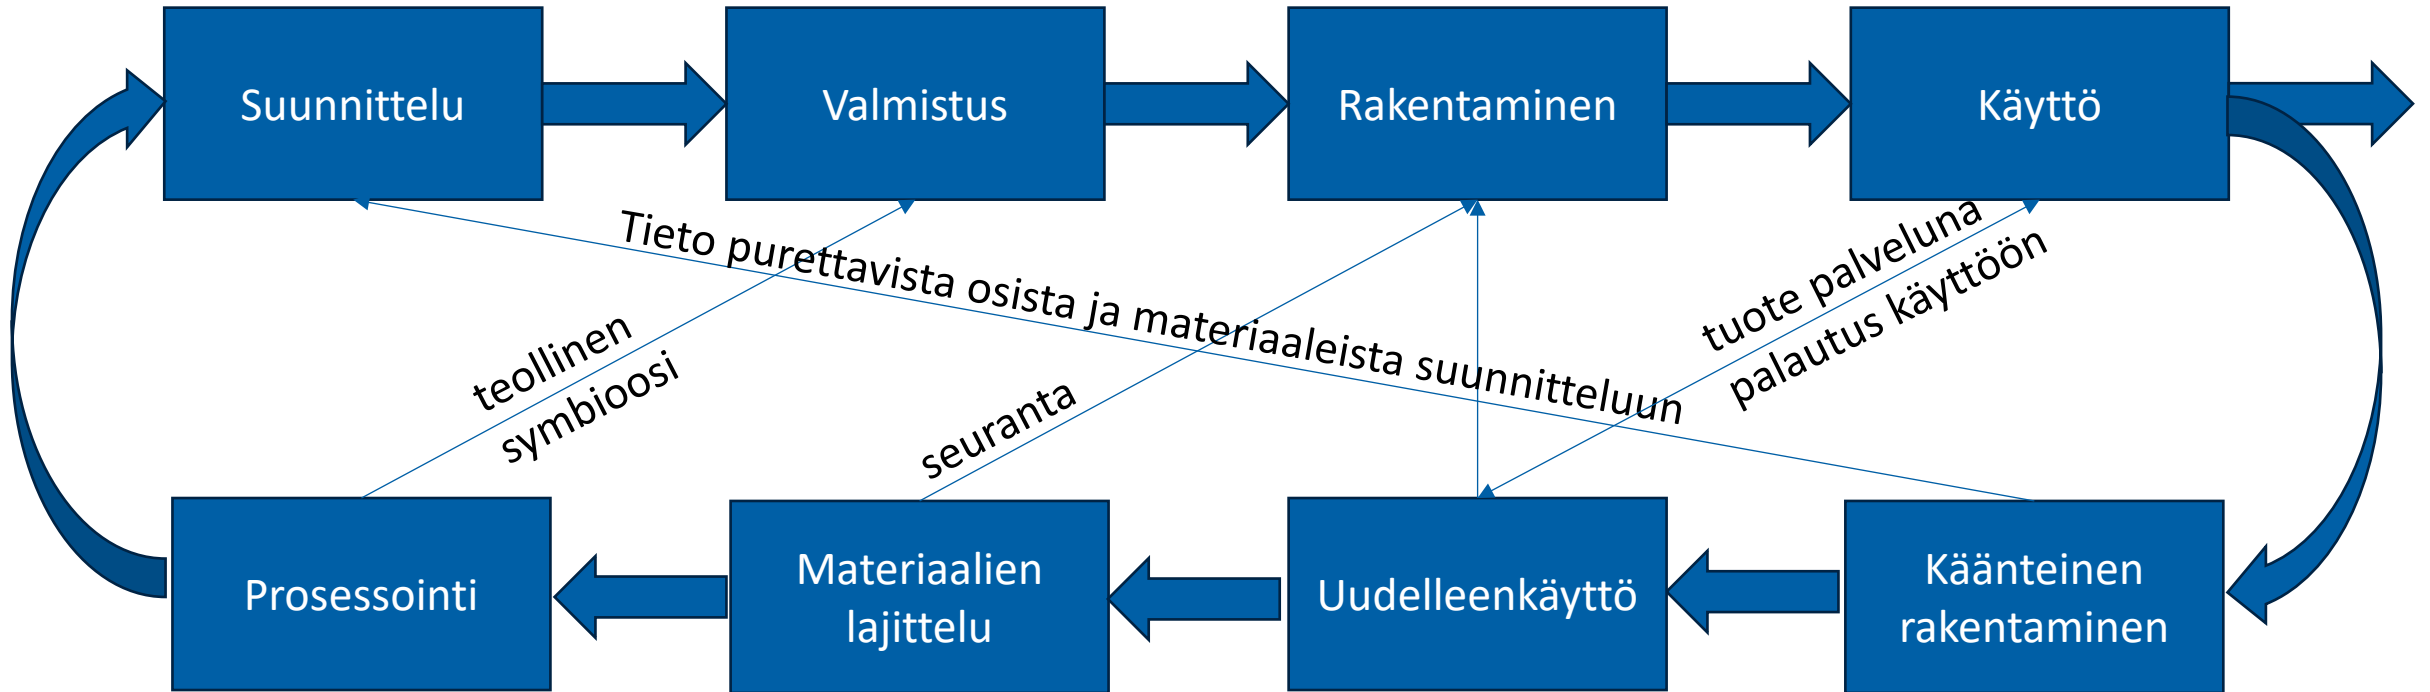 Suunnittelu
Valmistus
Rakentaminen
Käyttö
Tieto purettavista osista ja materiaaleista suunnitteluun
teollinen
symbioosi
seuranta
tuote palveluna
palautus käyttöön
Prosessointi
Materiaalien
lajittelu
Uudelleenkäyttö
Käänteinen
rakentaminen